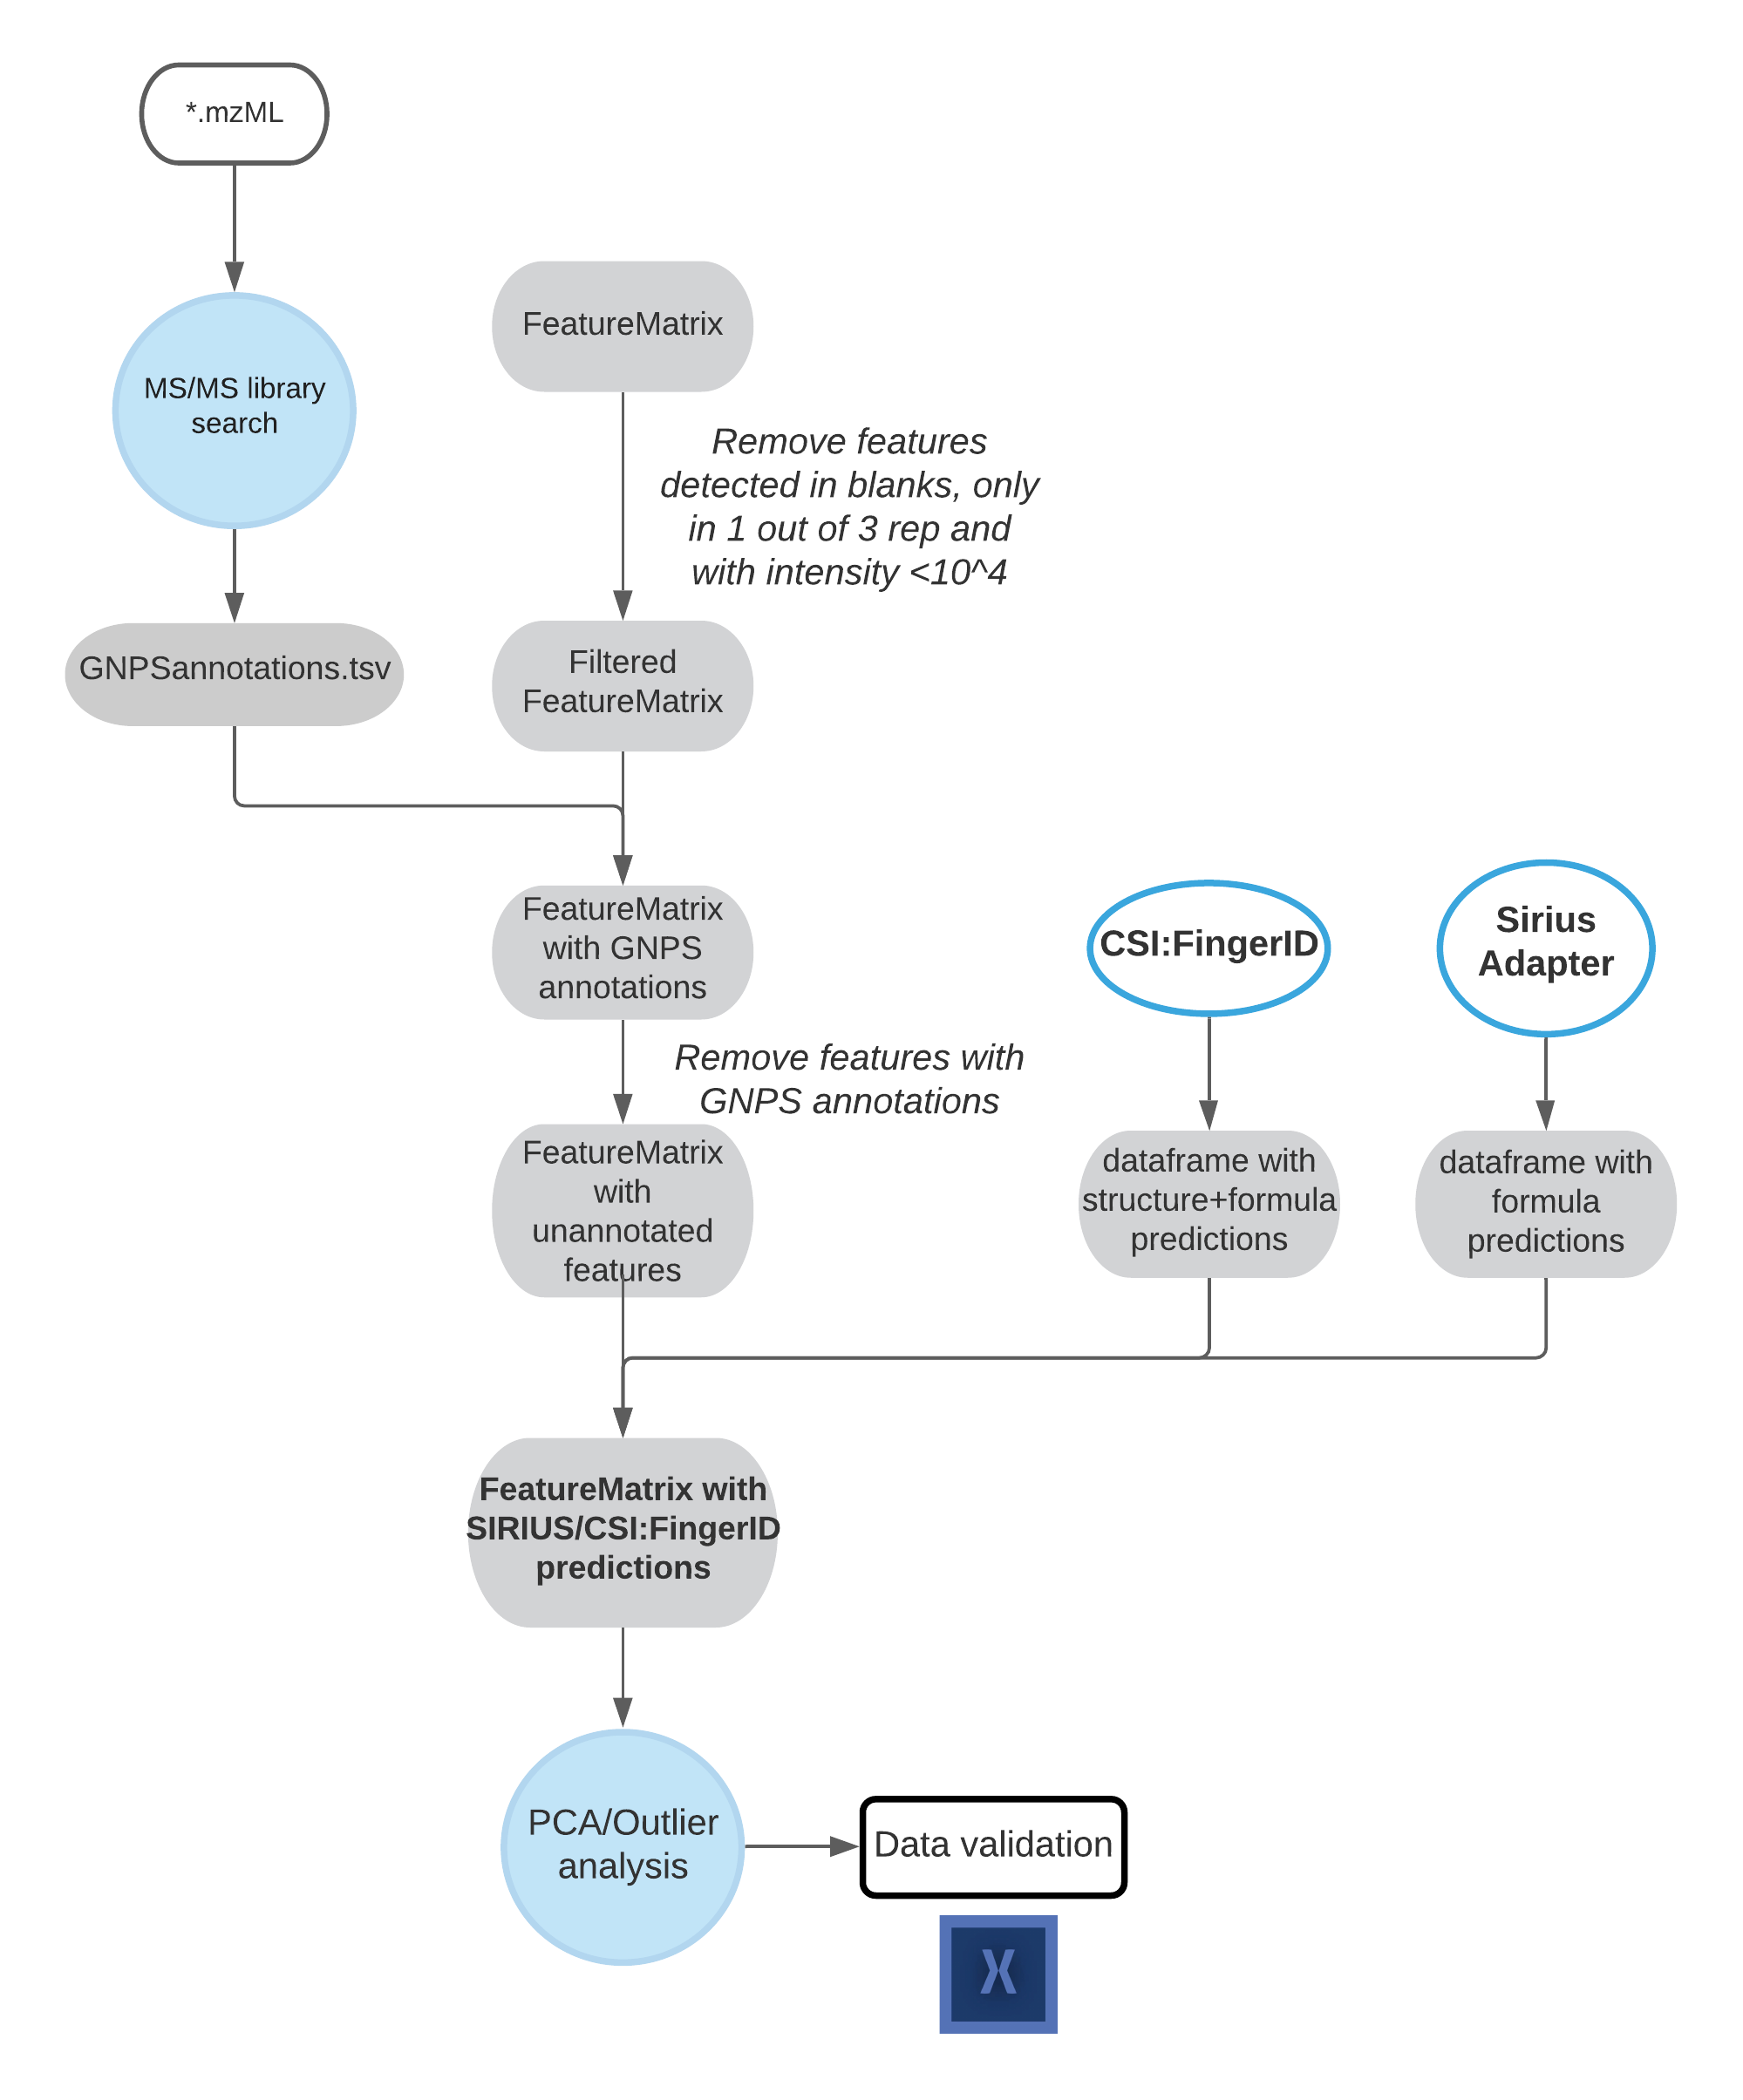 *.mzML
MS/MS library
search
GNPSannotations.tsv
FeatureMatrix
Remove features
detected in blanks, only
in 1 out of 3 rep and
with intensity <10^4
Filtered
FeatureMatrix
FeatureMatrix
with GNPS
annotations
Remove features with
GNPS annotations
FeatureMatrix
with
unannotated
features
CSI:FingerID
Sirius
Adapter
dataframe with
structure+formula
predictions
dataframe with
formula
predictions
FeatureMatrix with
SIRIUS/CSI:FingerID
predictions
PCA/Outlier
analysis
Data validation
X